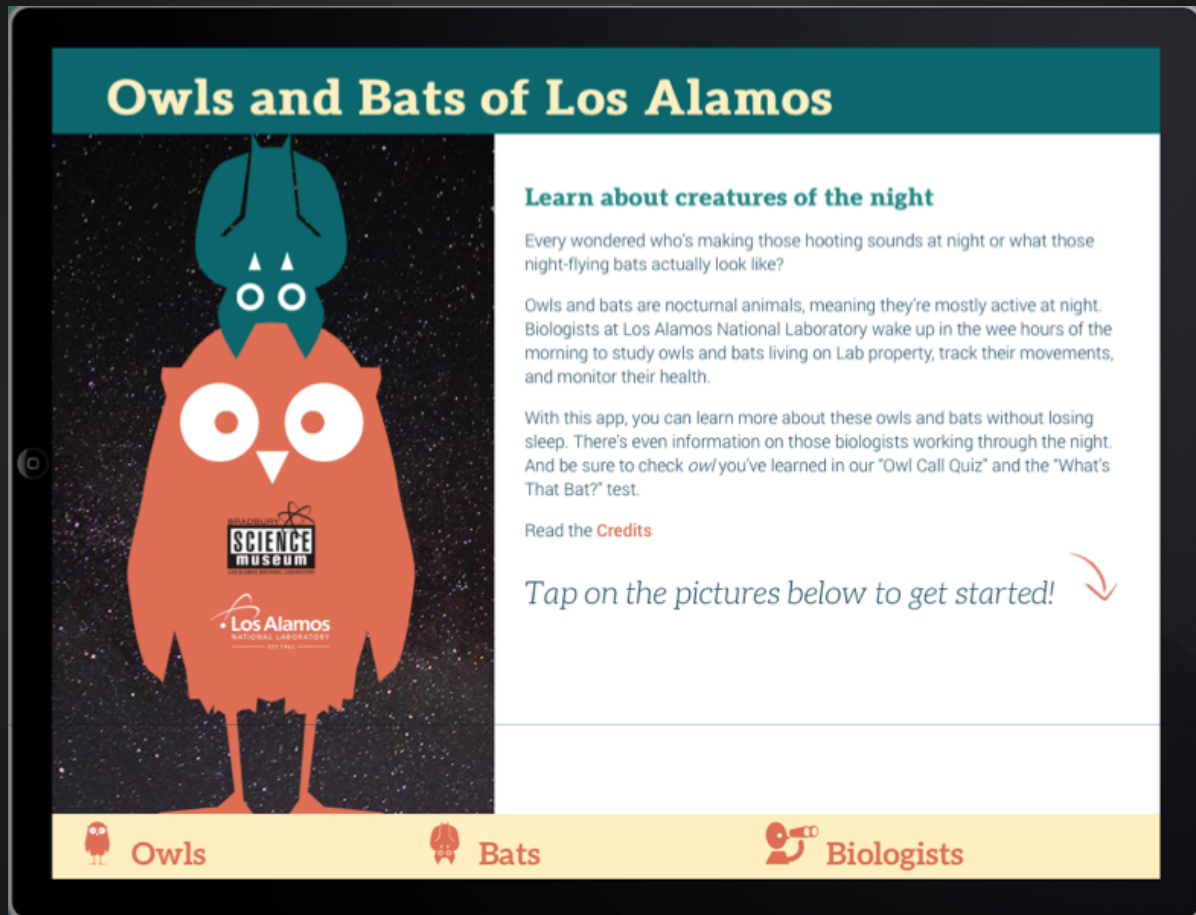 Owls and Bats of Los Alamos
Learn about creatures of the night
Every wondered who's making those hooting sounds at night or what those
night-flying bats actually look like?
Owls and bats are nocturnal animals, meaning they're mostly active at night.
Biologists at Los Alamos National Laboratory wake up in the wee hours of the
morning to study owls and bats living on Lab property, track their movements,
and monitor their health.
With this app, you can learn more about these owls and bats without losing
sleep. There's even information on those biologists working through the night.
And be sure to check owl you've learned in our “Owl Call Quiz” and the “What's
That Bat?” test.
Read the Credits
Tap on the pictures below to get started!
BRADBURY
SCIENCE
museum
LOS ALAMOS NATIONAL LABORATORY
Los Alamos
NATIONAL LABORATORY
EST. 1943
Owls
Bats
Biologists